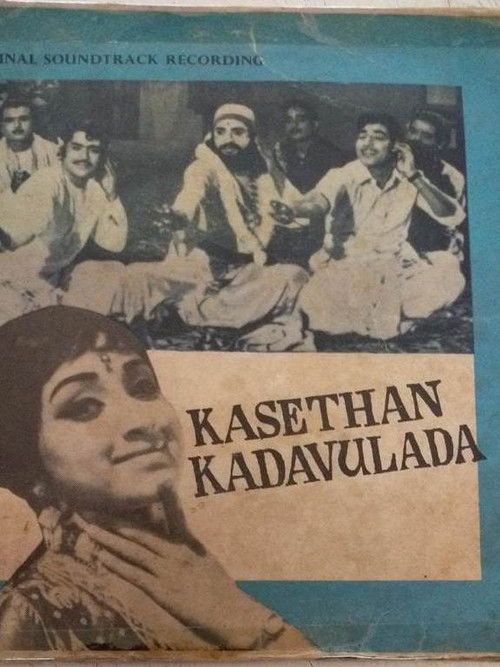 INAL SOUNDTRACK RECORDING
KASETHAN
KADAVULADA